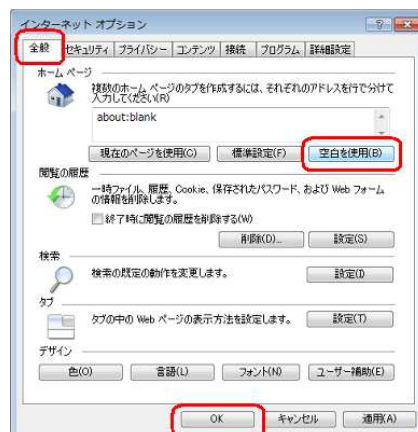 インターネット オプション
全般 セキュリティ プライバシー コンテンツ 接続 プログラム 詳細設定
ホーム ページ
複数のホーム ページのタブを作成するには、それぞれのアドレスを行で分けて
入力してください(R)
about:blank
現在のページを使用(C) 標準設定(F) 空白を使用(B)
閲覧の履歴
一時ファイル、履歴、Cookie、保存されたパスワード、および Web フォーム
の情報を削除します。
終了時に閲覧の履歴を削除する(W)
削除(D)... 設定(S)
検索
検索の既定の動作を変更します。 設定(I)
タブ
タブの中の Web ページの表示方法を設定します。 設定(T)
デザイン
色(O) 言語(L) フォント(N) ユーザー補助(E)
OK キャンセル 適用(A)